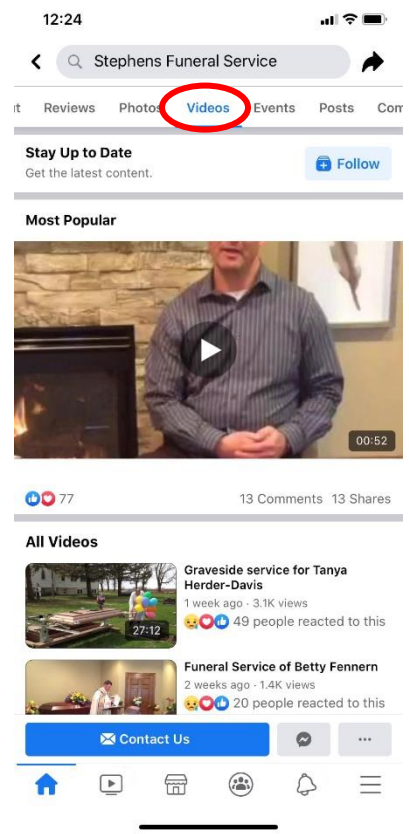 12:24
Stephens Funeral Service
t Reviews Photos Videos Events Posts Com
Stay Up to Date
Get the latest content.
Follow
Most Popular
00:52
77
13 Comments 13 Shares
All Videos
27:12
Graveside service for Tanya
Herder-Davis
1 week ago · 3.1K views
49 people reacted to this
Funeral Service of Betty Fennern
2 weeks ago · 1.4K views
20 people reacted to this
Contact Us